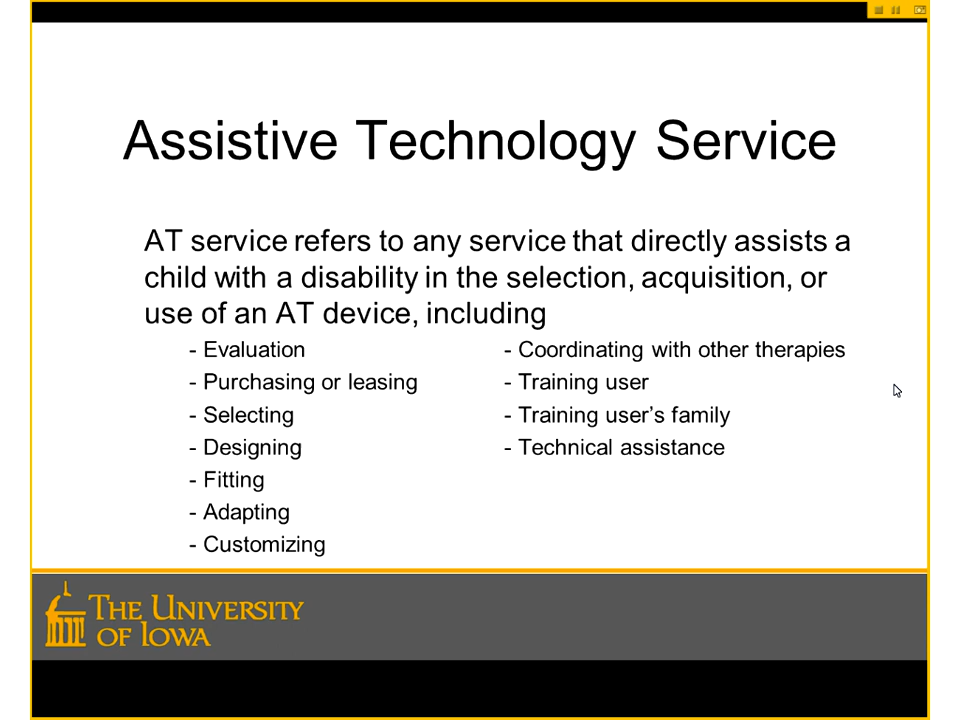 Assistive Technology Service
AT service refers to any service that directly assists a
child with a disability in the selection, acquisition, or
use of an AT device, including
- Evaluation
- Purchasing or leasing
- Selecting
- Designing
- Fitting
- Adapting
- Customizing
- Coordinating with other therapies
- Training user
- Training user’s family
- Technical assistance
THE UNIVERSITY
OF IOWA